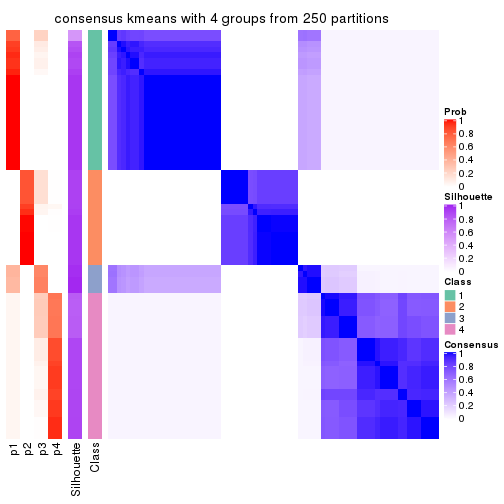 consensus kmeans with 4 groups from 250 partitions
Prob
1
0.8
0.6
0.4
0.2
0
Silhouette
1
0.8
0.6
0.4
0.2
0
Class
1
2
3
4
Consensus
1
0.8
0.6
0.4
0.2
0
p1
p2
p3
p4
Silhouette
Class